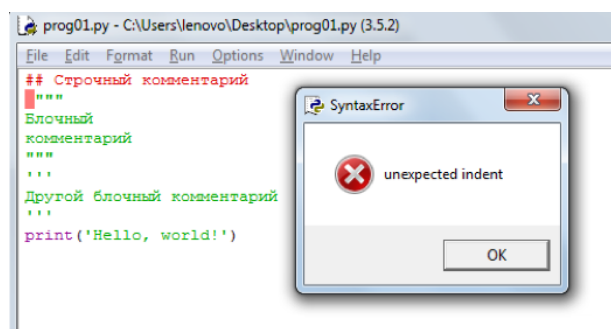 prog01.py - C:\Users\lenovo\Desktop\prog01.py (3.5.2)
File Edit Format Run Options Window Help
## Строчный комментарий
"""
Блочный
комментарий
"""
'''
Другой блочный комментарий
'''
print('Hello, world!')
SyntaxError
unexpected indent
OK